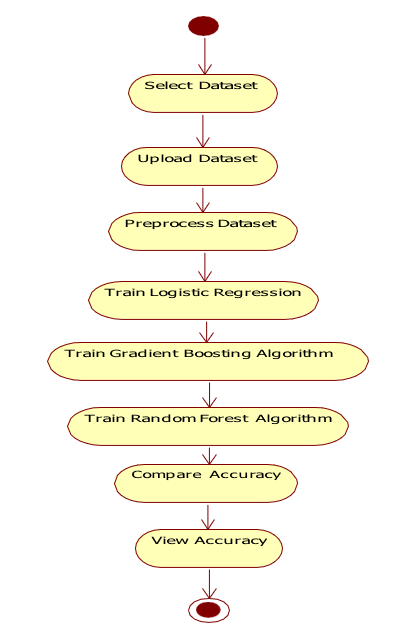 Select Dataset
Upload Dataset
Preprocess Dataset
Train Logistic Regression
Train Gradient Boosting Algorithm
Train Random Forest Algorithm
Compare Accuracy
View Accuracy